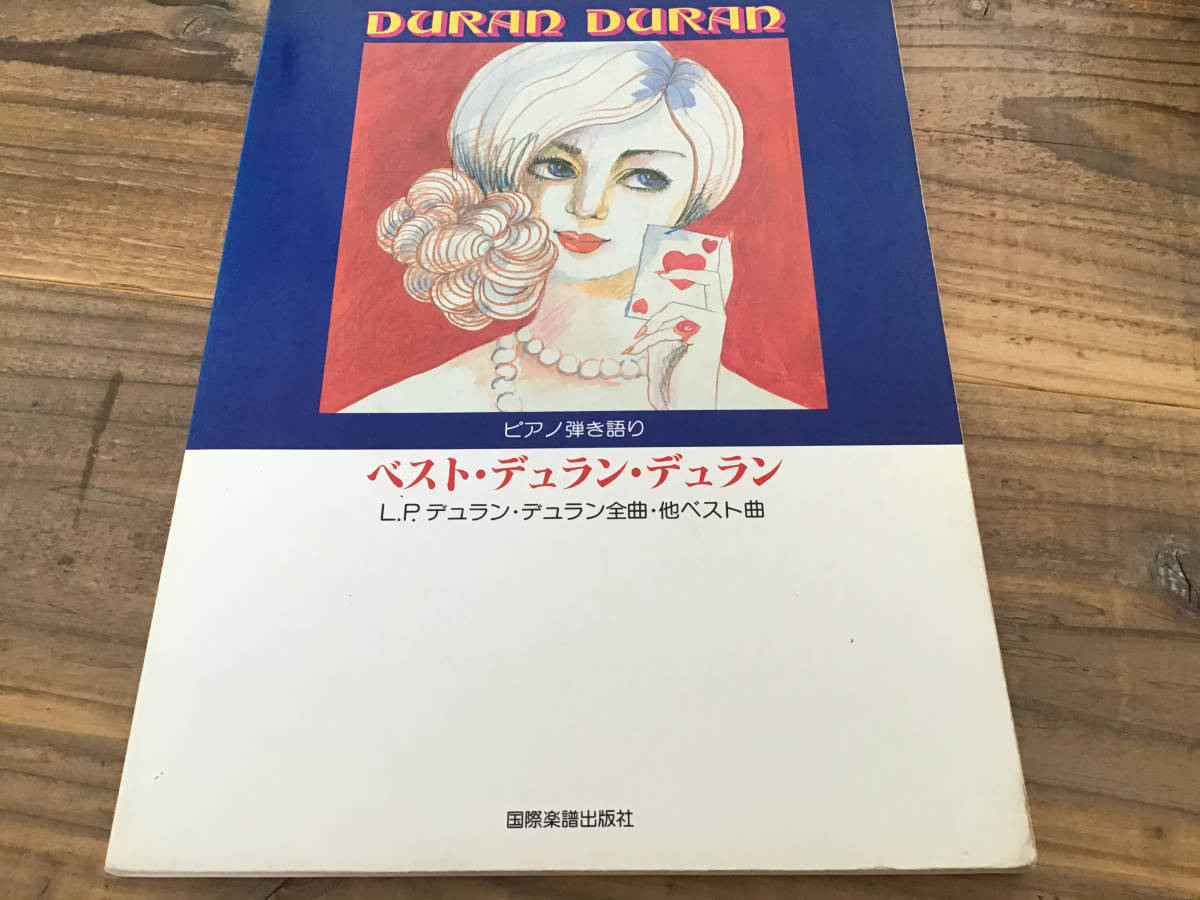 DURAN DURAN
ピアノ弾き語り
ベスト・デュラン・デュラン
L.P. デュラン・デュラン全曲・他ベスト曲
国際楽譜出版社